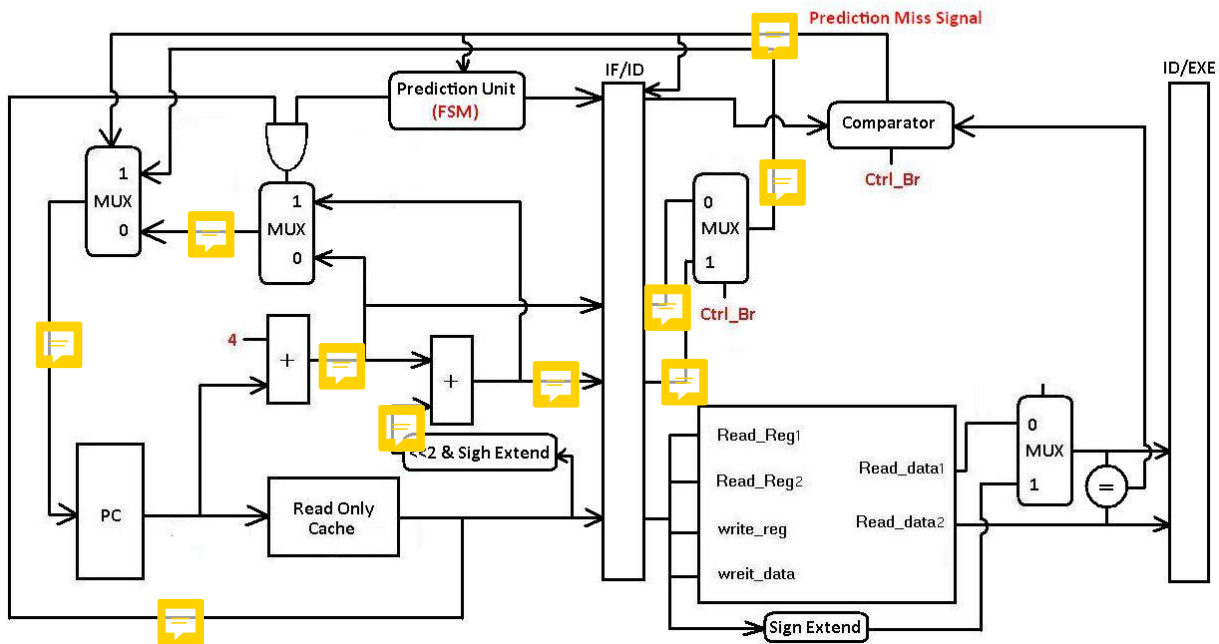 Prediction Miss Signal
IF/ID
ID/EXE
Prediction Unit
(FSM)
Comparator
Ctrl_Br
1
MUX
0
1
MUX
0
0
MUX
1
Ctrl_Br
4
+
+
<<2 & Sigh Extend
PC
Read Only
Cache
Read_Reg1
Read_Reg2
write_reg
wreit_data
Read_data1
Read_data2
0
MUX
1
=
Sign Extend